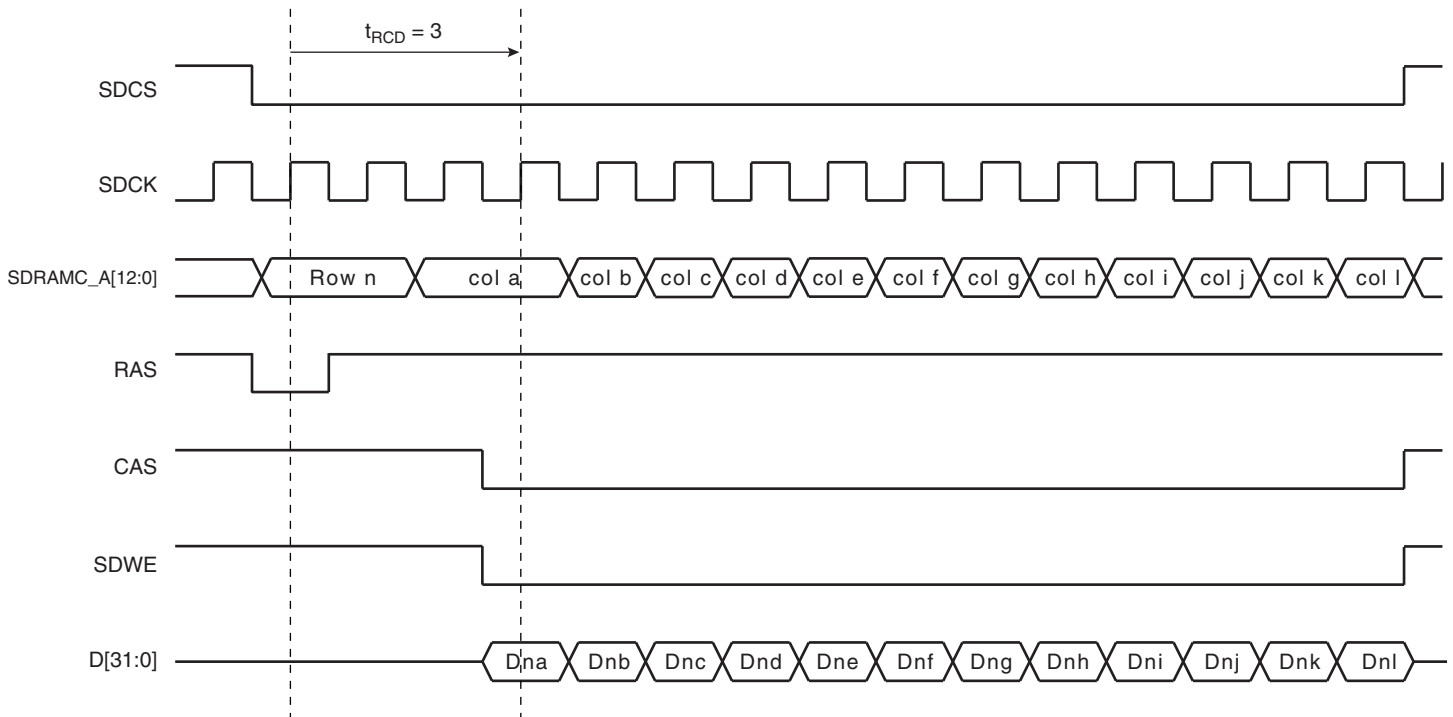 t_RCD = 3
SDCS
SDCK
SDRAMC_A[12:0]
Row n
col a
col b
col c
col d
col e
col f
col g
col h
col i
col j
col k
col l
RAS
CAS
SDWE
D[31:0]
Dna
Dnb
Dnc
Dnd
Dne
Dnf
Dng
Dnh
Dni
Dnj
Dnk
Dnl